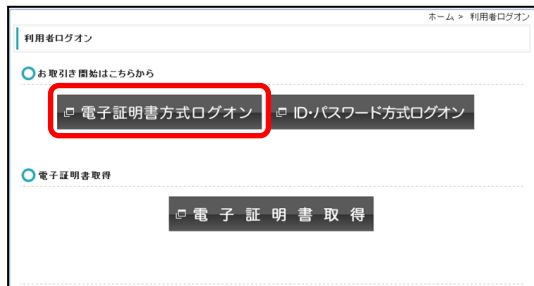 ホーム > 利用者ログオン
利用者ログオン
お取引き開始はこちらから
電子証明書方式ログオン ID・パスワード方式ログオン
電子証明書取得
電子証明書取得